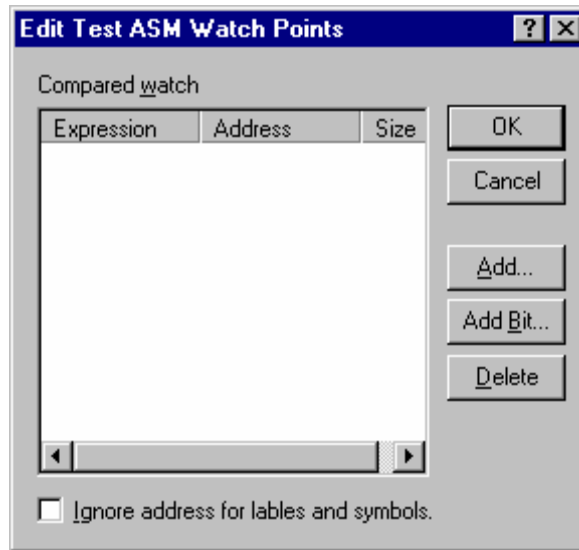 Edit Test ASM Watch Points
Compared watch
Expression Address Size
OK
Cancel
Add...
Add Bit...
Delete
Ignore address for lables and symbols.